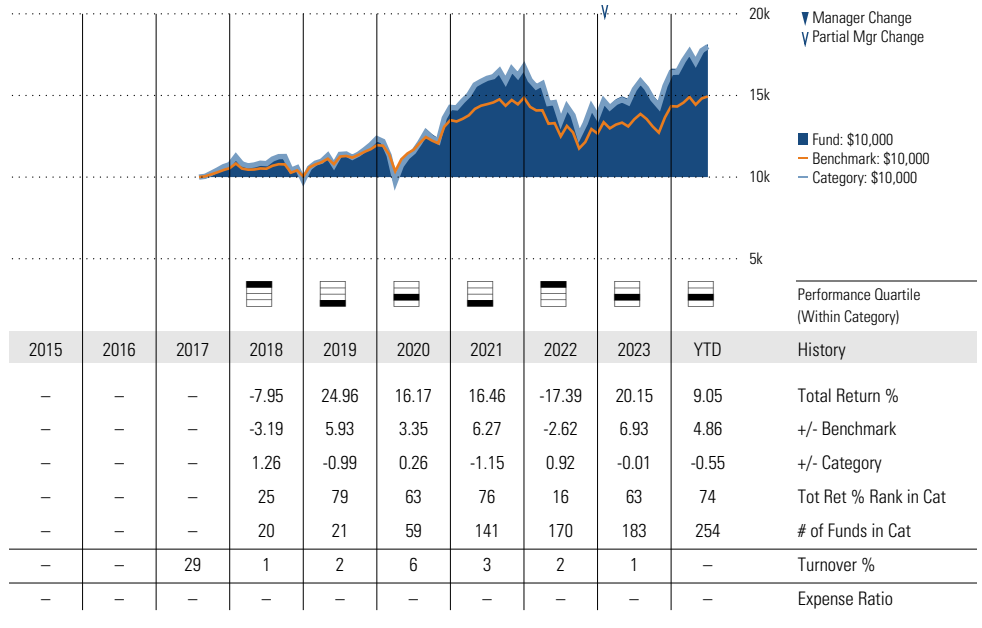 20k
▼ Manager Change
V Partial Mgr Change
15k
Fund: $10,000
Benchmark: $10,000
10k
Category: $10,000
5k
Performance Quartile
(Within Category)
2015 2016 2017 2018 2019 2020 2021 2022 2023 YTD History
– – – -7.95 24.96 16.17 16.46 -17.39 20.15 9.05 Total Return %
– – – -3.19 5.93 3.35 6.27 -2.62 6.93 4.86 +/- Benchmark
– – – 1.26 -0.99 0.26 -1.15 0.92 -0.01 -0.55 +/- Category
– – – 25 79 63 76 16 63 74 Tot Ret % Rank in Cat
– – – 20 21 59 141 170 183 254 # of Funds in Cat
– – 29 1 2 6 3 2 1 – Turnover %
– – – – – – – – – – Expense Ratio